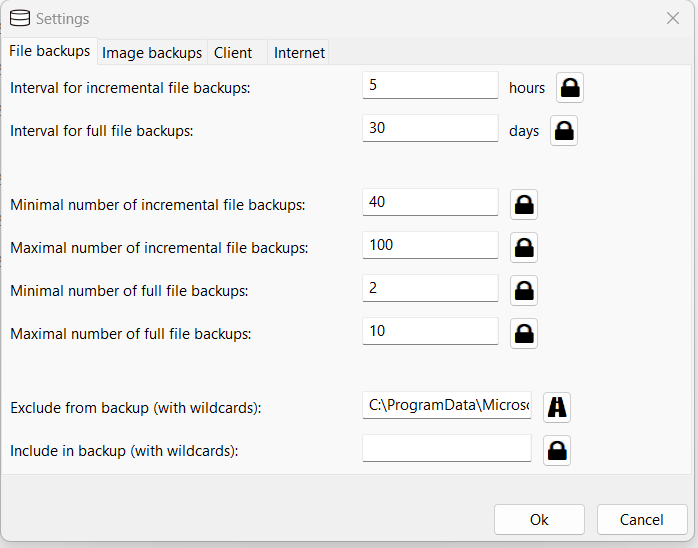 Settings
File backups Image backups Client Internet
Interval for incremental file backups: 5 hours
Interval for full file backups: 30 days
Minimal number of incremental file backups: 40
Maximal number of incremental file backups: 100
Minimal number of full file backups: 2
Maximal number of full file backups: 10
Exclude from backup (with wildcards): C:\ProgramData\Microsc
Include in backup (with wildcards):
Ok Cancel